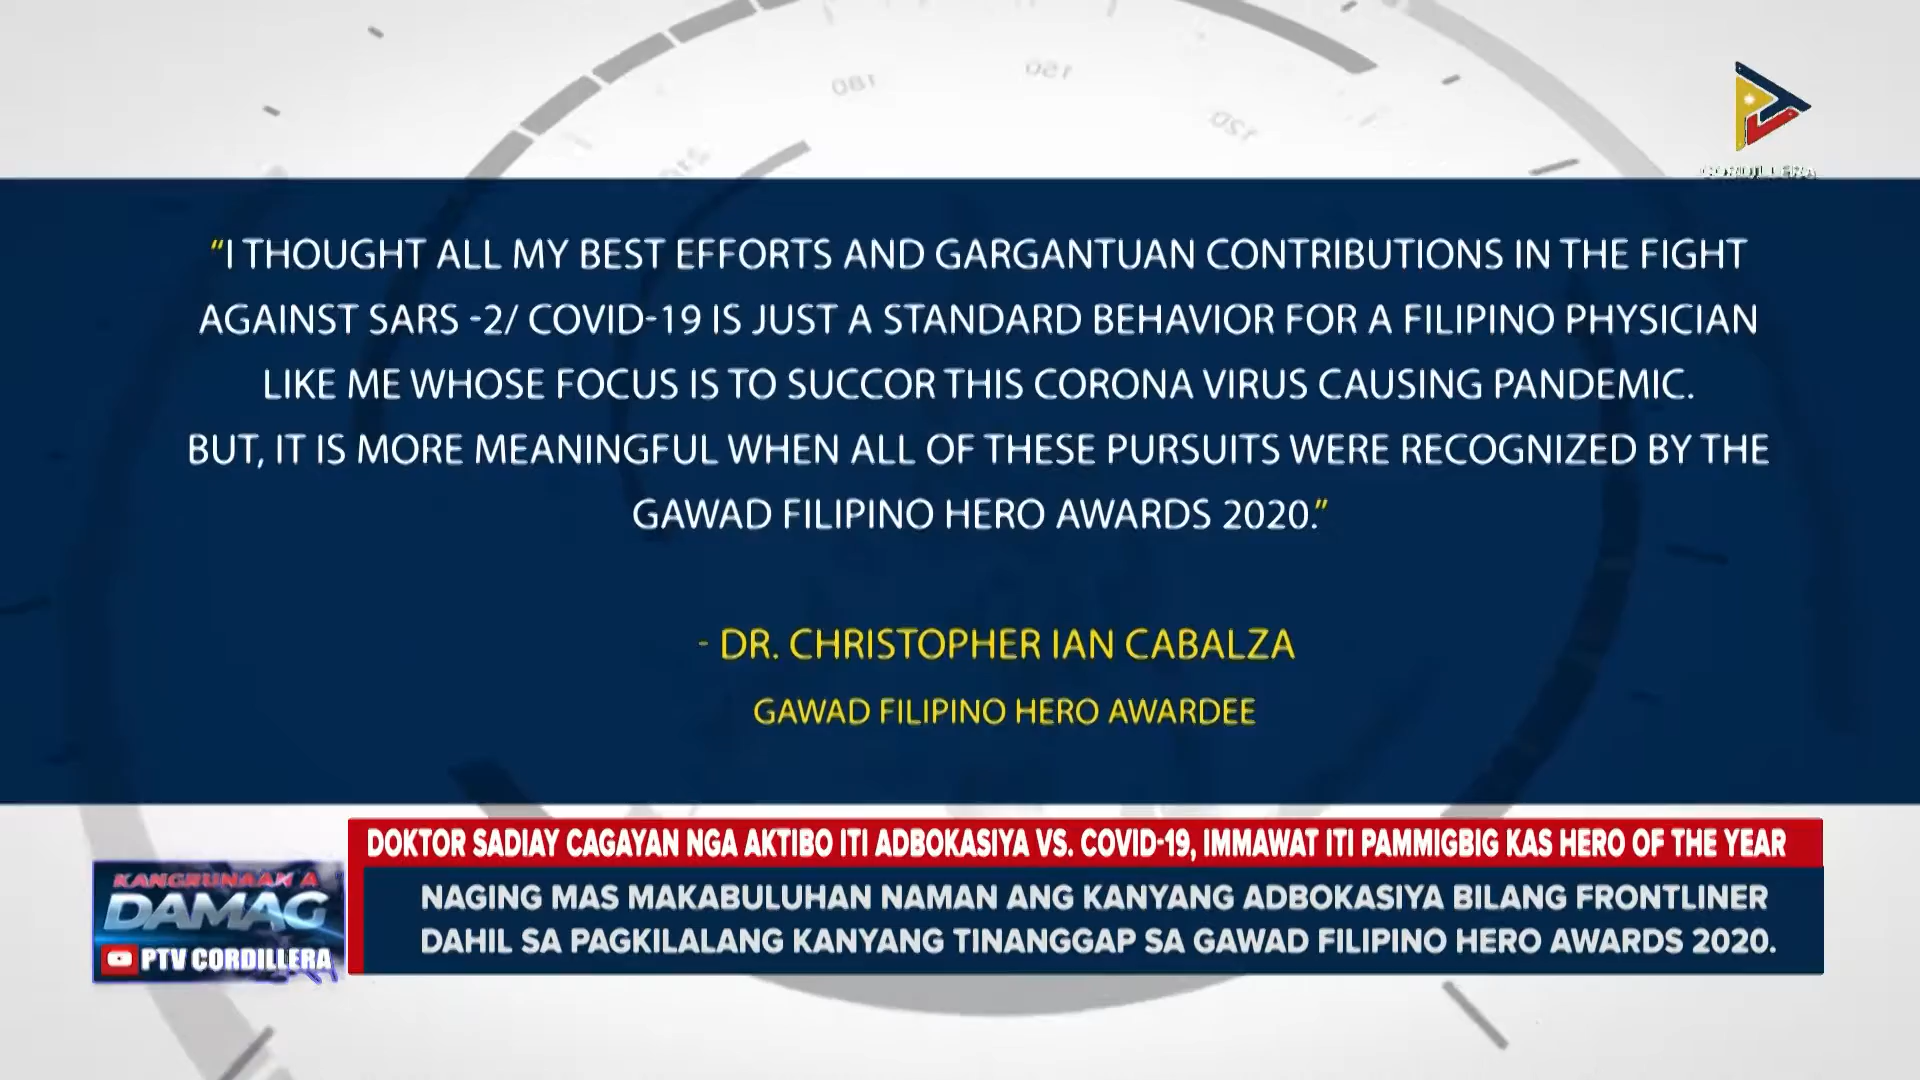 180
150
120
CORDILLERA
“I THOUGHT ALL MY BEST EFFORTS AND GARGANTUAN CONTRIBUTIONS IN THE FIGHT
AGAINST SARS -2/ COVID-19 IS JUST A STANDARD BEHAVIOR FOR A FILIPINO PHYSICIAN
LIKE ME WHOSE FOCUS IS TO SUCCOR THIS CORONA VIRUS CAUSING PANDEMIC.
BUT, IT IS MORE MEANINGFUL WHEN ALL OF THESE PURSUITS WERE RECOGNIZED BY THE
GAWAD FILIPINO HERO AWARDS 2020.”
- DR. CHRISTOPHER IAN CABALZA
GAWAD FILIPINO HERO AWARDEE
DOKTOR SADIAY CAGAYAN NGA AKTIBO ITI ADBOKASIYA VS. COVID-19, IMMAWAT ITI PAMMIGBIG KAS HERO OF THE YEAR
KANGRUNAAN A
DAMAG
PTV CORDILLERA
NAGING MAS MAKABULUHAN NAMAN ANG KANYANG ADBOKASIYA BILANG FRONTLINER
DAHIL SA PAGKILALANG KANYANG TINANGGAP SA GAWAD FILIPINO HERO AWARDS 2020.